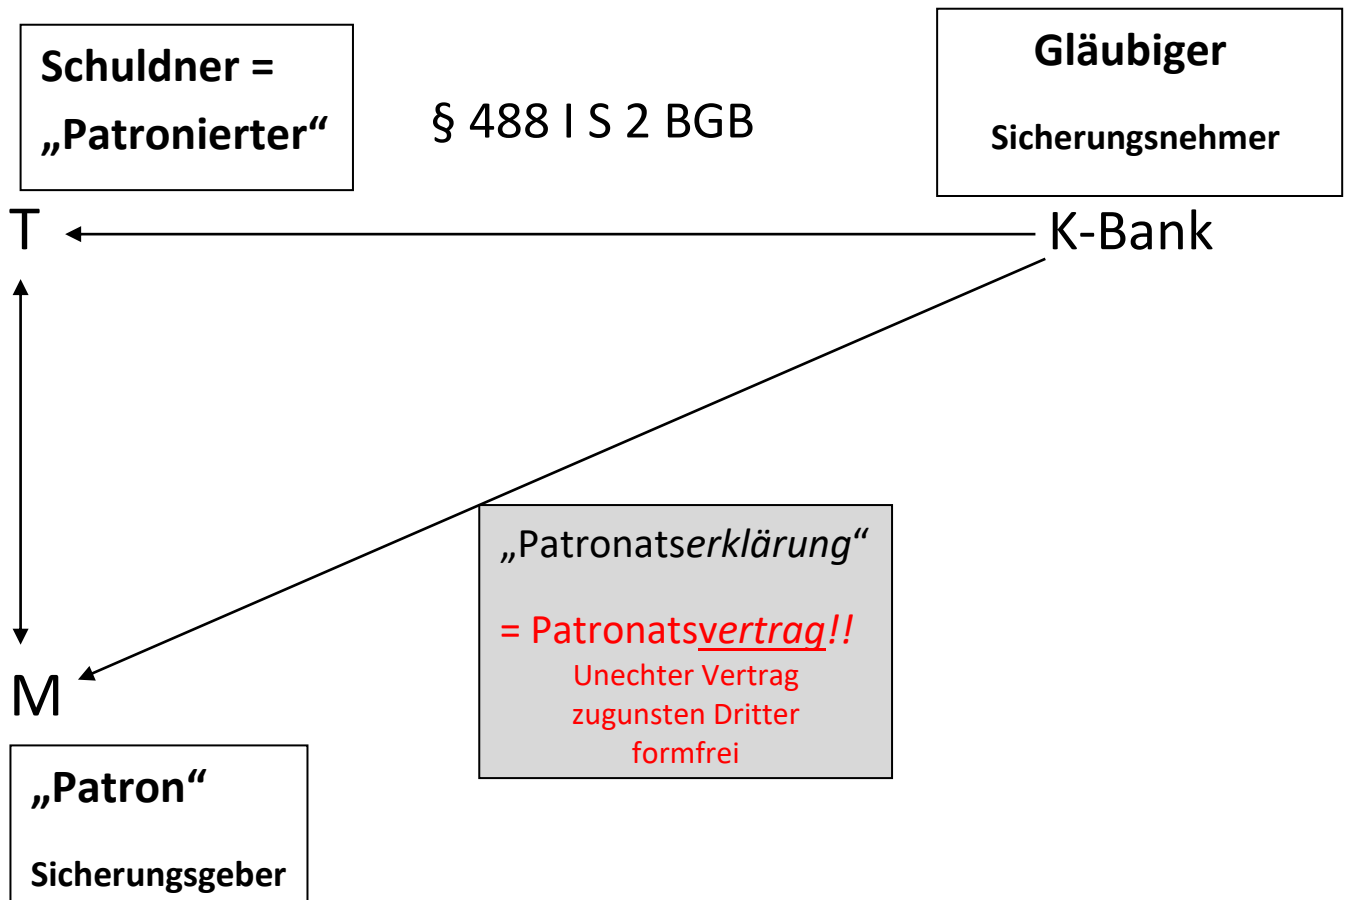 Schuldner =
„Patronierter“
§ 488 I S 2 BGB
Gläubiger
Sicherungsnehmer
T
K-Bank
„Patronatserklärung“
= Patronatsvertrag!!
Unechter Vertrag
zugunsten Dritter
formfrei
M
„Patron“
Sicherungsgeber